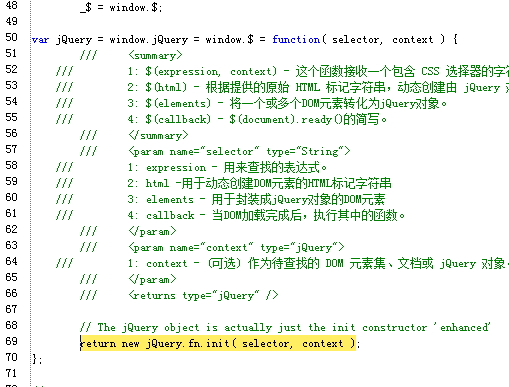 48 _$ = window.$;
49
50 var jQuery = window.jQuery = window.$ = function( selector, context ) {
51 /// <summary>
52 /// 1: $(expression, context) - 这个函数接收一个包含 CSS 选择器的字符
53 /// 2: $(html) - 根据提供的原始 HTML 标记字符串，动态创建由 jQuery
54 /// 3: $(elements) - 将一个或多个DOM元素转化为jQuery对象。
55 /// 4: $(callback) - $(document).ready()的简写。
56 /// </summary>
57 /// <param name="selector" type="String">
58 /// 1: expression - 用来查找的表达式。
59 /// 2: html -用于动态创建DOM元素的HTML标记字符串
60 /// 3: elements - 用于封装成jQuery对象的DOM元素
61 /// 4: callback - 当DOM加载完成后，执行其中的函数。
62 /// </param>
63 /// <param name="context" type="jQuery">
64 /// 1: context - (可选) 作为待查找的 DOM 元素集、文档或 jQuery 对象
65 /// </param>
66 /// <returns type="jQuery" />
67
68 // The jQuery object is actually just the init constructor 'enhanced'
69 return new jQuery.fn.init( selector, context );
70 };
71